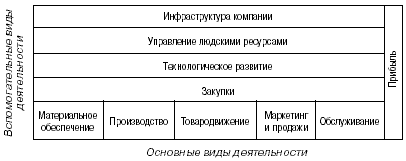 Вспомогательные виды
деятельности
Инфраструктура компании
Управление людскими ресурсами
Технологическое развитие
Закупки
Материальное
обеспечение
Производство
Товародвижение
Маркетинг
и продажи
Обслуживание
Прибыль
Основные виды деятельности